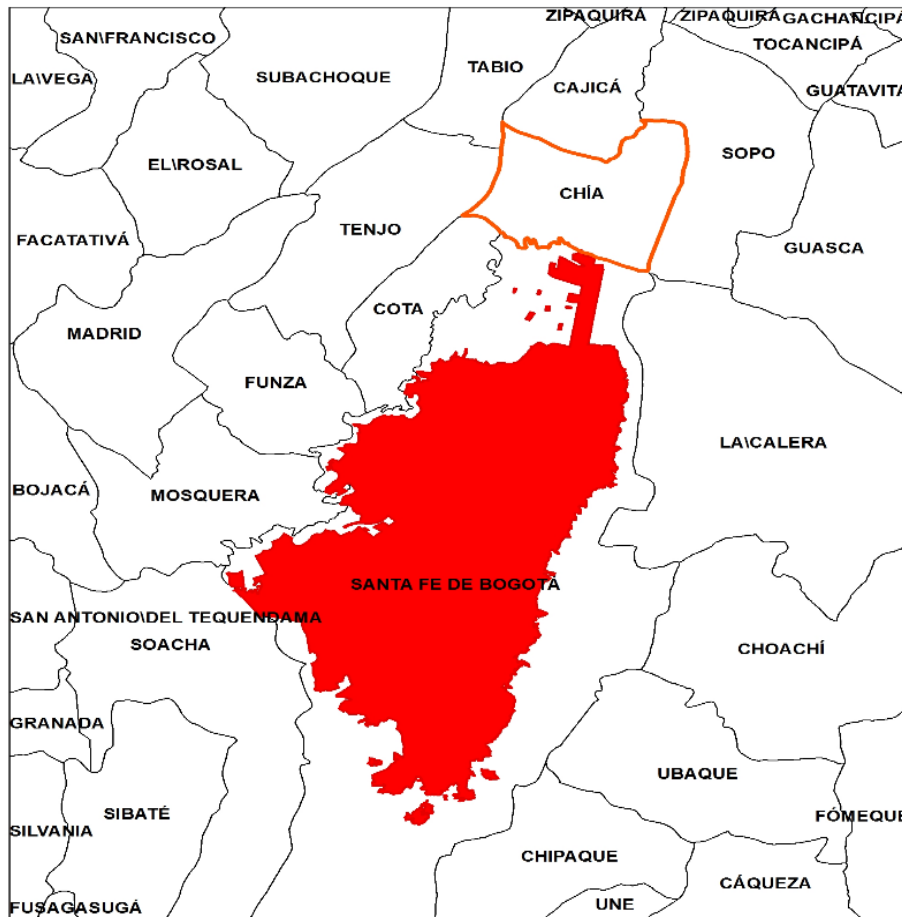 ZIPAQUIRÁ
ZIPAQUIRÁ
GACHANCIPÁ
SAN\FRANCISCO
TOCANCIPÁ
LA\VEGA
SUBACHOQUE
TABIO
CAJICÁ
GUATAVITA
EL\ROSAL
SOPO
CHÍA
FACATATIVÁ
TENJO
GUASCA
MADRID
COTA
FUNZA
LA\CALERA
BOJACÁ
MOSQUERA
SANTA FE DE BOGOTÁ
SAN ANTONIO\DEL TEQUENDAMA
SOACHA
CHOACHÍ
GRANADA
UBAQUE
SILVANIA
SIBATÉ
FÓMEQUE
CHIPAQUE
CÁQUEZA
FUSAGASUGÁ
UNE